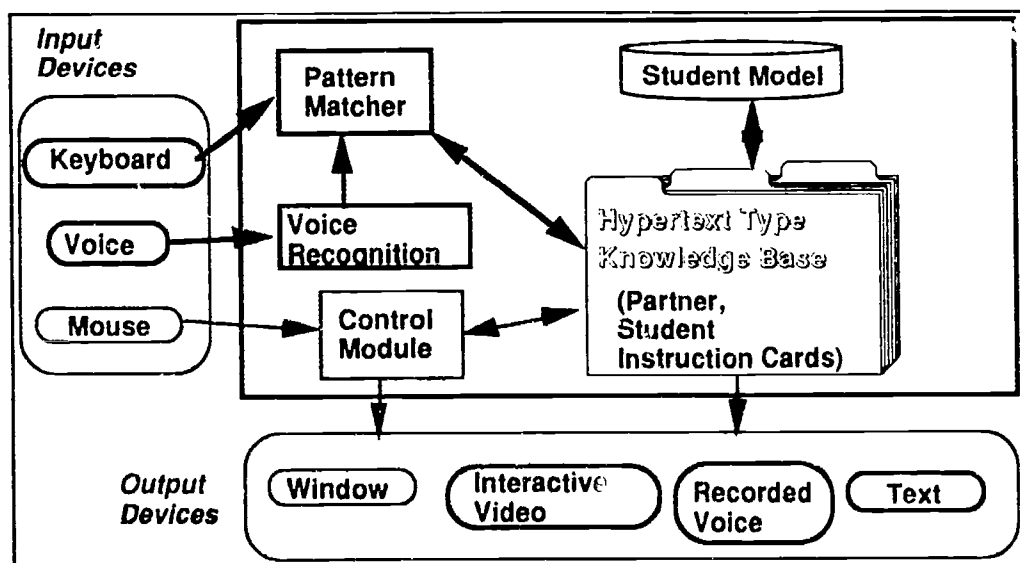 Input
Devices
Pattern
Matcher
Student Model
Keyboard
Voice
Voice
Recognition
Hypertext Type
Knowledge Base
(Partner,
Student
Instruction Cards)
Mouse
Control
Module
Output
Devices
Window
Interactive
Video
Recorded
Voice
Text